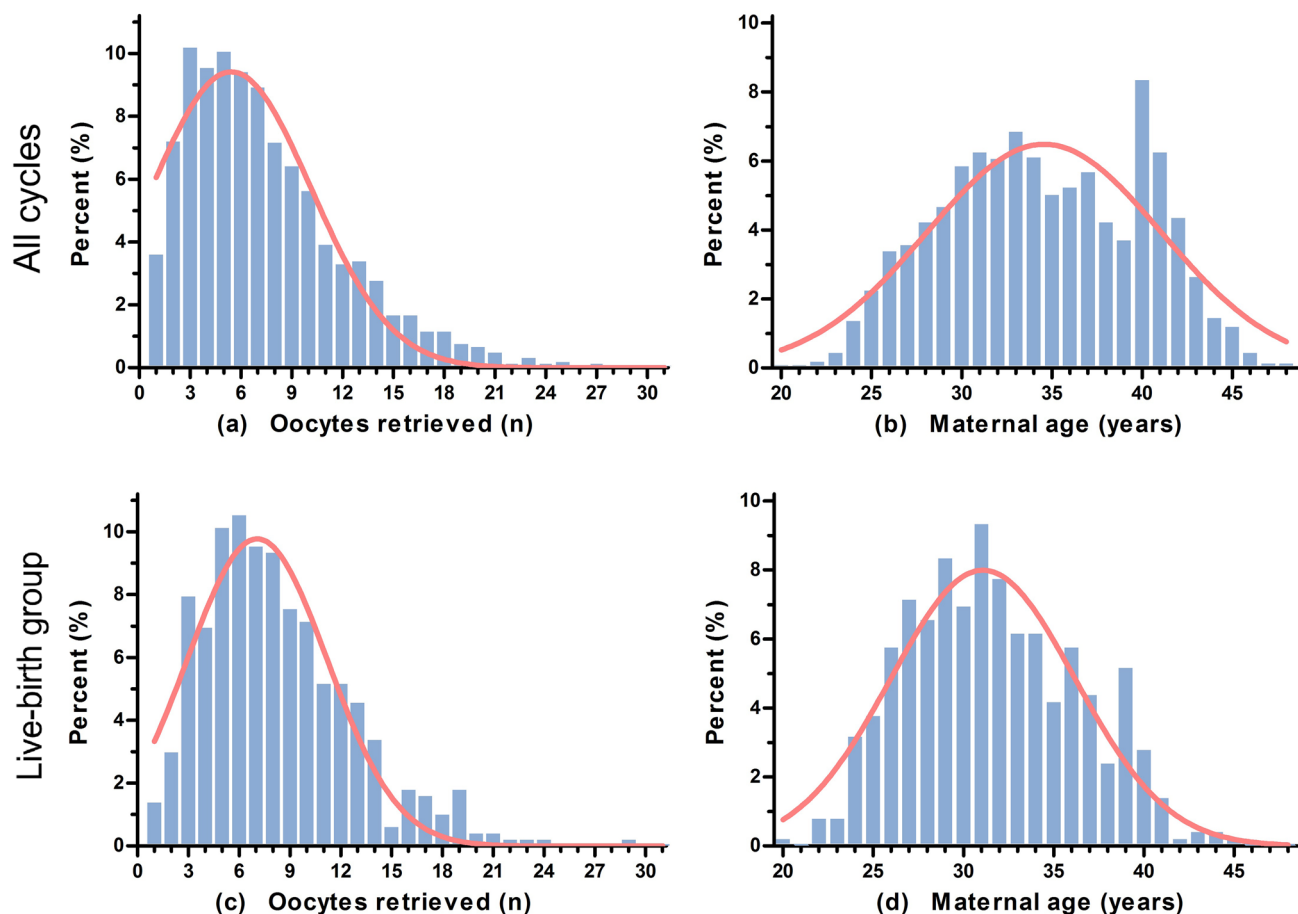 All cycles
Percent (%)
10
8
6
4
2
0
0 3 6 9 12 15 18 21 24 27 30
(a) Oocytes retrieved (n)
Percent (%)
10
8
6
4
2
0
20 25 30 35 40 45
(b) Maternal age (years)
Live-birth group
Percent (%)
10
8
6
4
2
0
0 3 6 9 12 15 18 21 24 27 30
(c) Oocytes retrieved (n)
Percent (%)
10
8
6
4
2
0
20 25 30 35 40 45
(d) Maternal age (years)